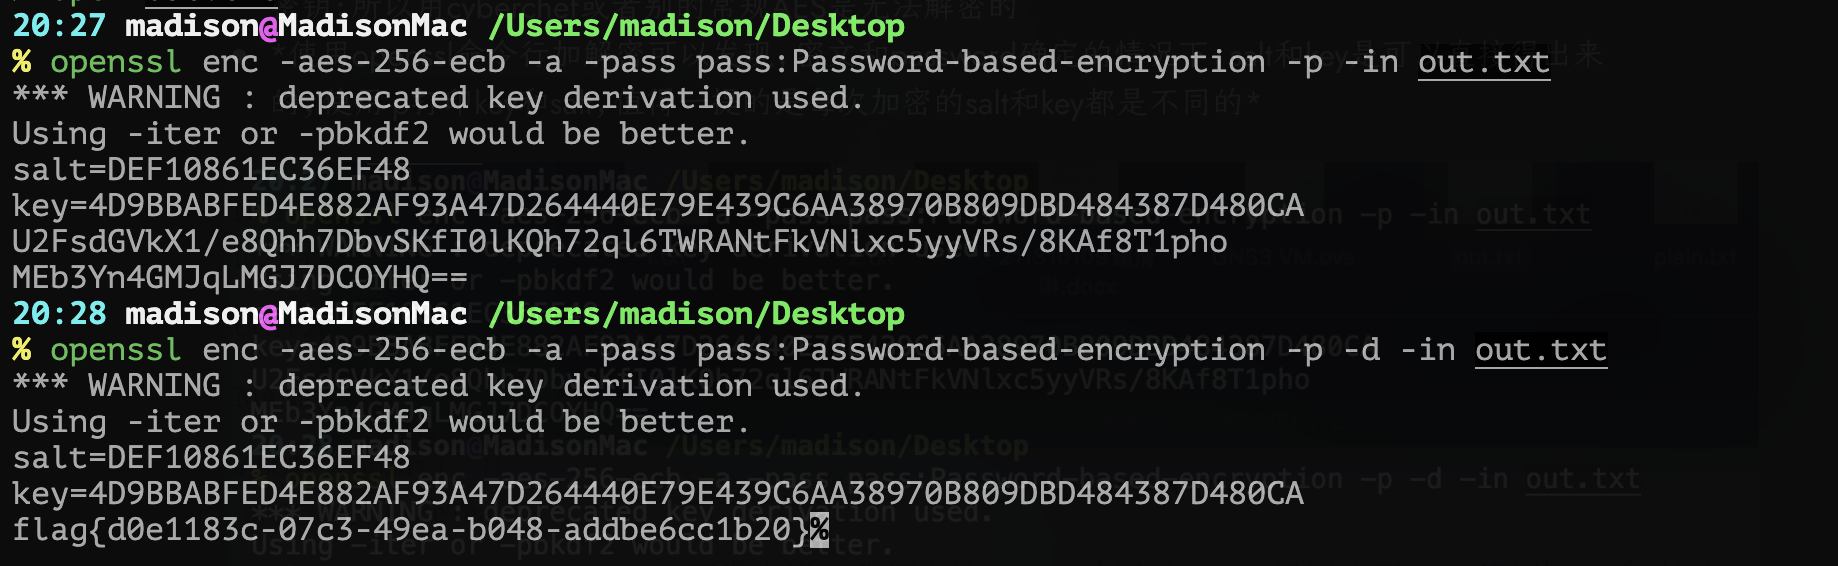 20:27 madison@MadisonMac /Users/madison/Desktop
% openssl enc -aes-256-ecb -a -pass pass:Password-based-encryption -p -in out.txt
*** WARNING : deprecated key derivation used.
Using -iter or -pbkdf2 would be better.
salt=DEF10861EC36EF48
key=4D9BBABFED4E882AF93A47D264440E79E439C6AA38970B809DBD484387D480CA
U2FsdGVkX1/e8Qhh7DbvSKfI0lKQh72ql6TWRANtFkVNlxc5yyVRs/8KAf8T1pho
MEb3Yn4GMJqLMGJ7DCOYHQ==
20:28 madison@MadisonMac /Users/madison/Desktop
% openssl enc -aes-256-ecb -a -pass pass:Password-based-encryption -p -d -in out.txt
*** WARNING : deprecated key derivation used.
Using -iter or -pbkdf2 would be better.
salt=DEF10861EC36EF48
key=4D9BBABFED4E882AF93A47D264440E79E439C6AA38970B809DBD484387D480CA
flag{d0e1183c-07c3-49ea-b048-addbe6cc1b20}%